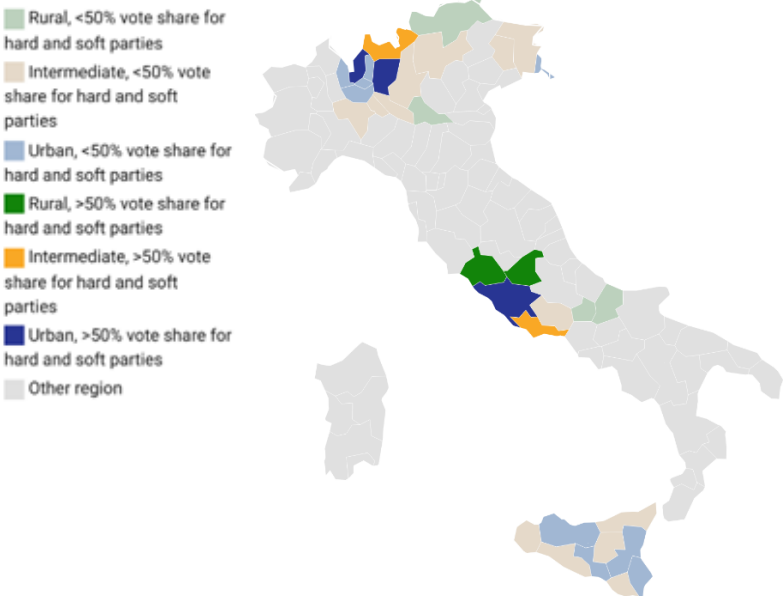 Rural, <50% vote share for
hard and soft parties
Intermediate, <50% vote
share for hard and soft
parties
Urban, <50% vote share for
hard and soft parties
Rural, >50% vote share for
hard and soft parties
Intermediate, >50% vote
share for hard and soft
parties
Urban, >50% vote share for
hard and soft parties
Other region